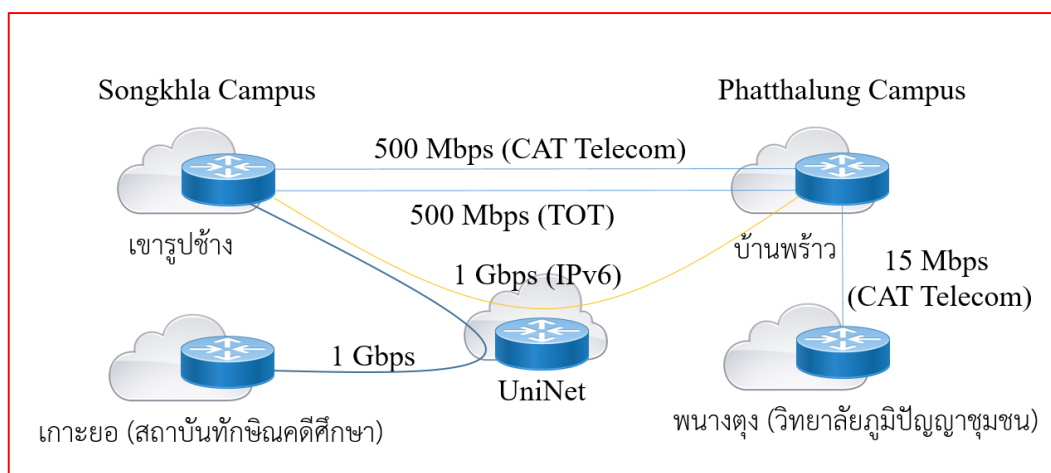 Songkhla Campus
Phatthalung Campus
500 Mbps (CAT Telecom)
500 Mbps (TOT)
เขารูปช้าง
บ้านพร้าว
1 Gbps (IPv6)
15 Mbps
(CAT Telecom)
1 Gbps
UniNet
เกาะยอ (สถาบันทักษิณคดีศึกษา)
พนางตุง (วิทยาลัยภูมิปัญญาชุมชน)